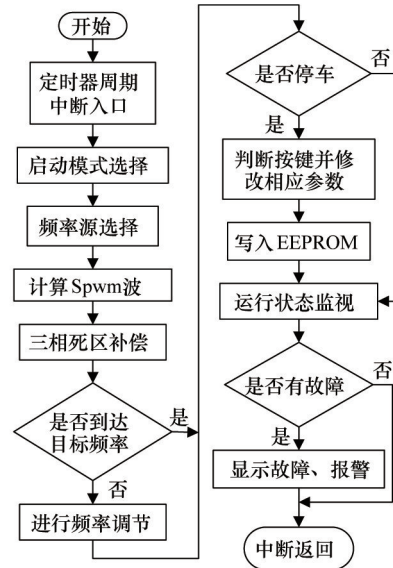 开始
定时器周期
中断入口
启动模式选择
频率源选择
计算Spwm波
三相死区补偿
是否到达
目标频率
是
否
进行频率调节
是否停车
否
是
判断按键并修
改相应参数
写入EEPROM
运行状态监视
是否有故障
否
是
显示故障、报警
中断返回